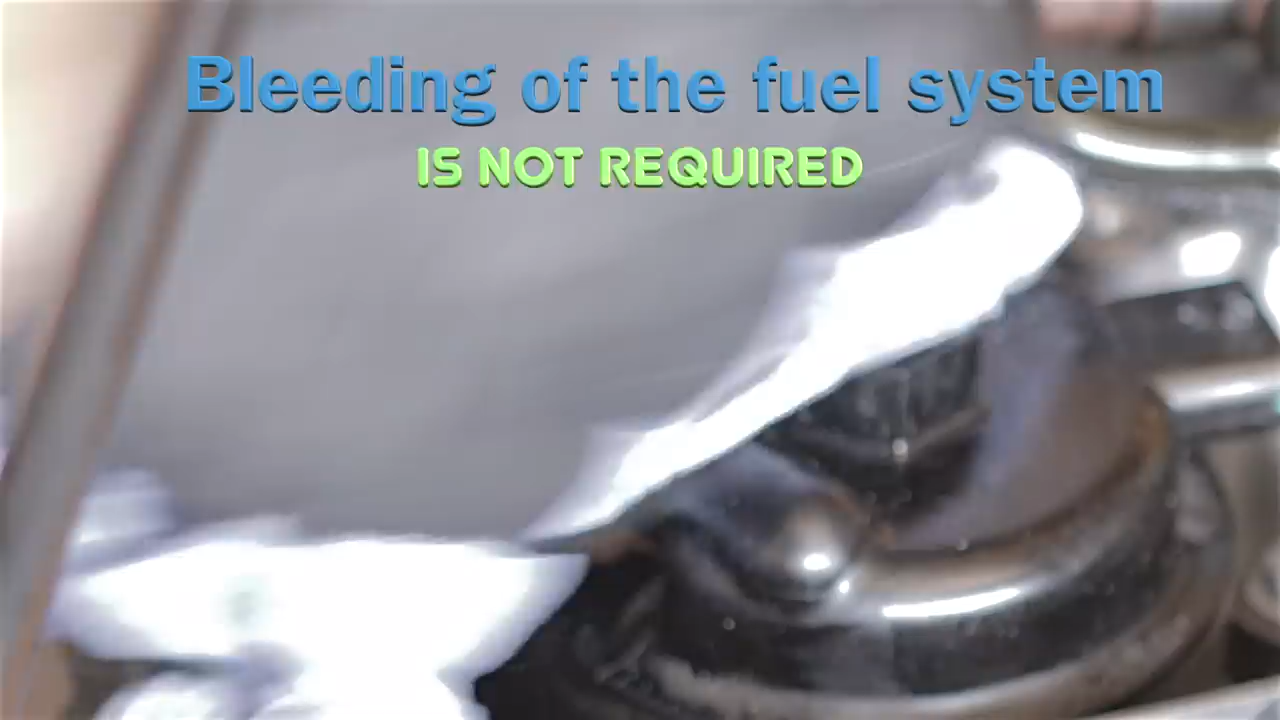 Bleeding of the fuel system
IS NOT REQUIRED